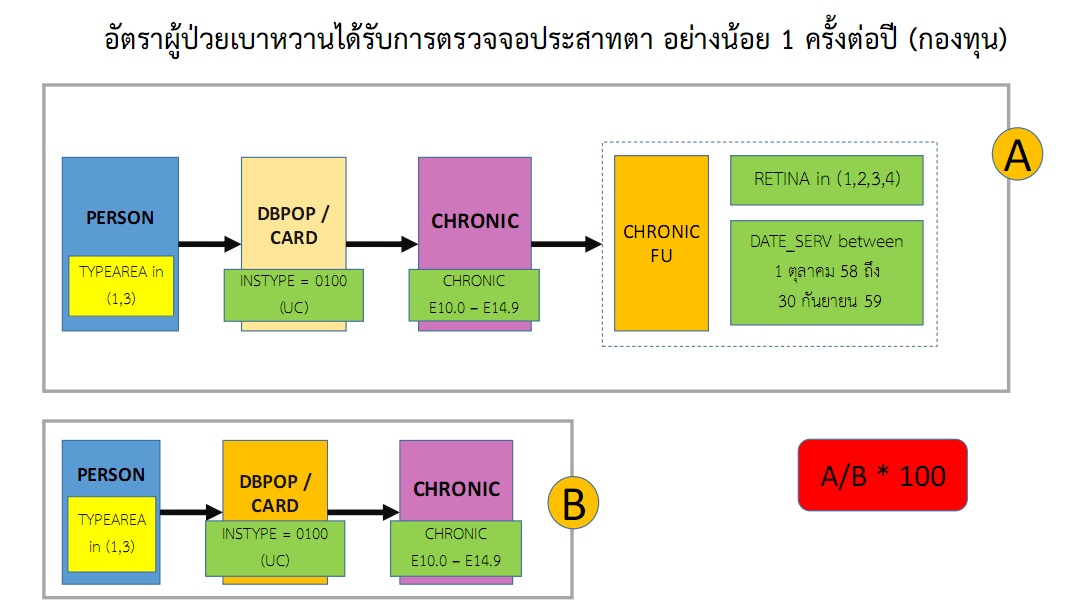 อัตราผู้ป่วยเบาหวานได้รับการตรวจจอประสาทตา อย่างน้อย 1 ครั้งต่อปี (กองทุน)
A
PERSON
TYPEAREA in
(1,3)
DBPOP /
CARD
INSTYPE = 0100
(UC)
CHRONIC
CHRONIC
E10.0 – E14.9
CHRONIC
FU
RETINA in (1,2,3,4)
DATE_SERV between
1 ตุลาคม 58 ถึง
30 กันยายน 59
PERSON
TYPEAREA
in (1,3)
DBPOP /
CARD
INSTYPE = 0100
(UC)
CHRONIC
CHRONIC
E10.0 – E14.9
B
A/B * 100